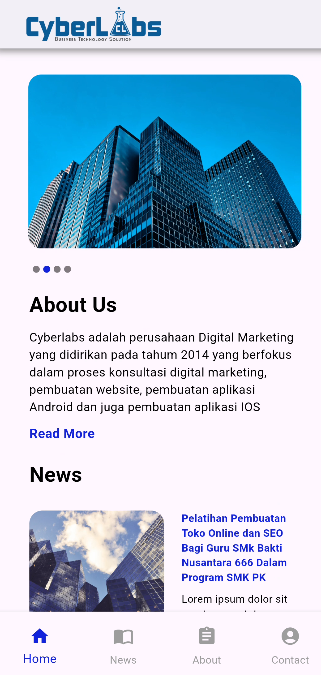 CyberLabs
CL
Business Technology Solution
About Us
Cyberlabs adalah perusahaan Digital Marketing
yang didirikan pada tahum 2014 yang berfokus
dalam proses konsultasi digital marketing,
pembuatan website, pembuatan aplikasi
Android dan juga pembuatan aplikasi IOS
Read More
News
Pelatihan Pembuatan
Toko Online dan SEO
Bagi Guru SMk Bakti
Nusantara 666 Dalam
Program SMK PK
Lorem ipsum dolor sit
Home
News
About
Contact